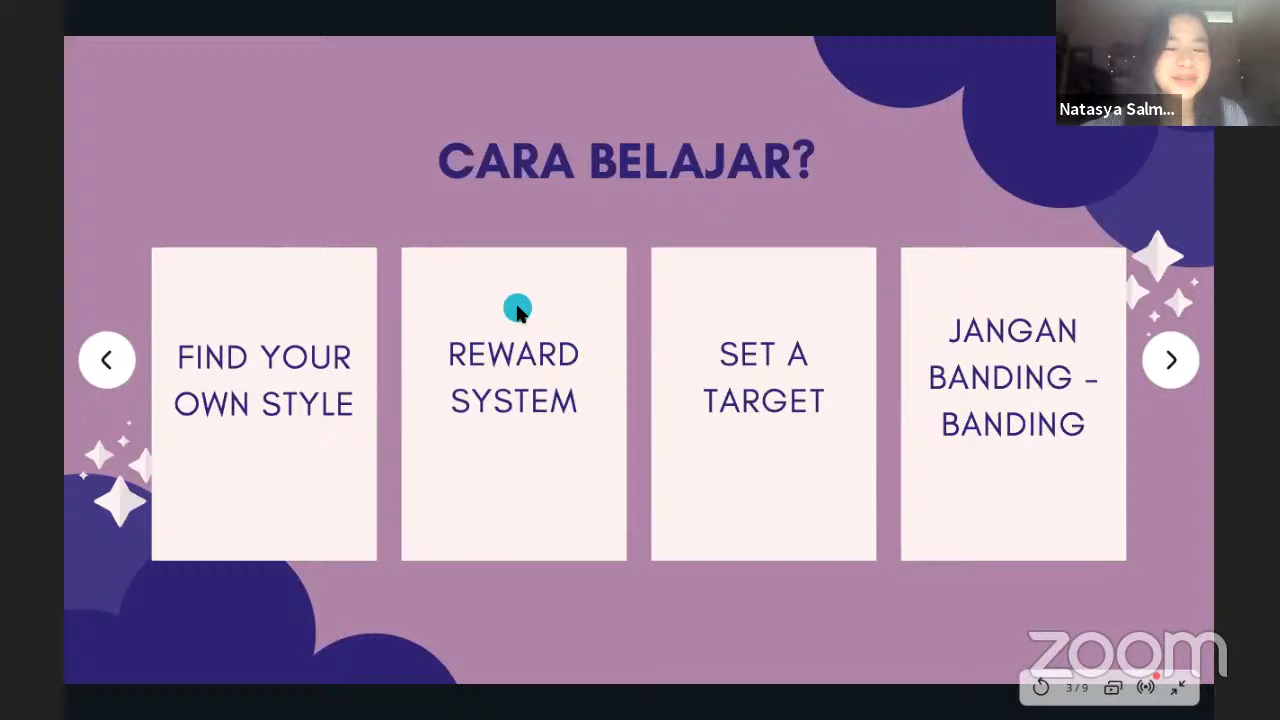 Natasya Salm...
CARA BELAJAR?
FIND YOUR
OWN STYLE
REWARD
SYSTEM
SET A
TARGET
JANGAN
BANDING -
BANDING
zoom
3/9